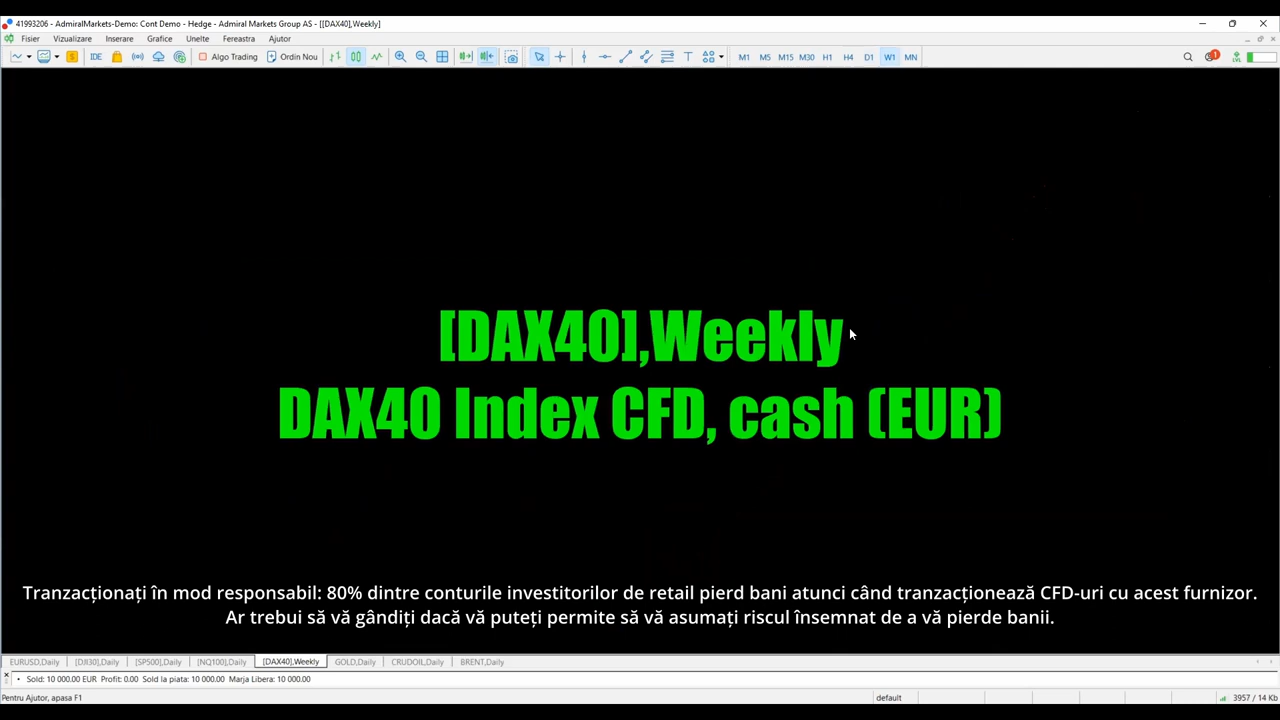 41993206 - AdmiralMarkets-Demo: Cont Demo - Hedge - Admiral Markets Group AS - [[DAX40],Weekly]
Fisier Vizualizare Inserare Grafice Unelte Fereastra Ajutor
IDE Algo Trading Ordin Nou T M1 M5 M15 M30 H1 H4 D1 W1 MN 1 LVL
[DAX40],Weekly
DAX40 Index CFD, cash (EUR)
Tranzacționați în mod responsabil: 80% dintre conturile investitorilor de retail pierd bani atunci când tranzacționează CFD-uri cu acest furnizor.
Ar trebui să vă gândiți dacă vă puteți permite să vă asumați riscul însemnat de a vă pierde banii.
EURUSD,Daily [DJI30],Daily [SP500],Daily [NQ100],Daily [DAX40],Weekly GOLD,Daily CRUDOIL,Daily BRENT,Daily
Sold: 10 000.00 EUR Profit: 0.00 Sold la piata: 10 000.00 Marja Libera: 10 000.00
Pentru Ajutor, apasa F1 default 3957 / 14 Kb